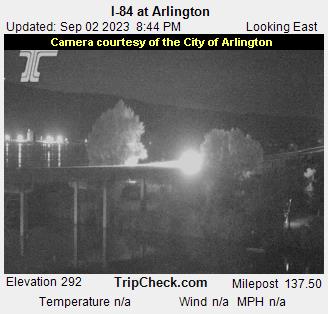 I-84 at Arlington
Updated: Sep 02 2023 8:44 PM Looking East
Camera courtesy of the City of Arlington
Elevation 292 TripCheck.com Milepost 137.50
Temperature n/a Wind n/a MPH n/a